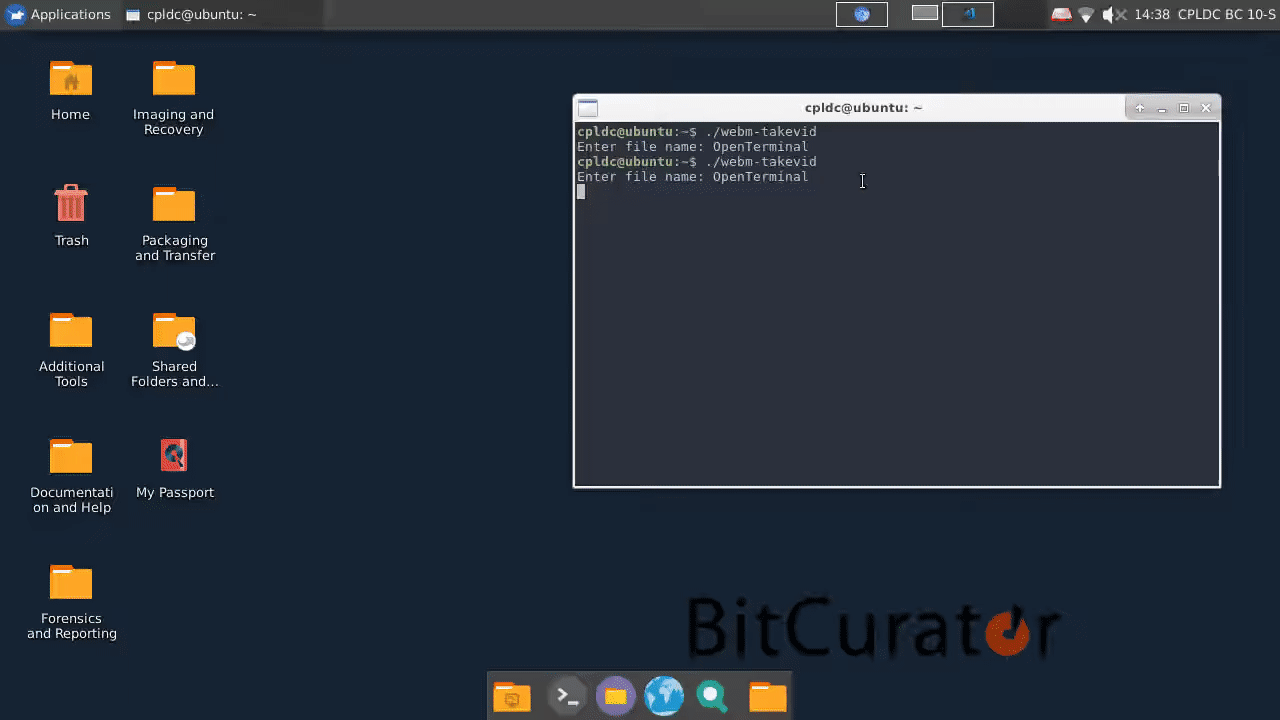 Applications
cpldc@ubuntu: ~
14:38 CPLDC BC 10-S
Home
Imaging and
Recovery
Trash
Packaging
and Transfer
Additional
Tools
Shared
Folders and...
Documentati
on and Help
My Passport
Forensics
and Reporting
cpldc@ubuntu: ~
cpldc@ubuntu:~$ ./webm-takevid
Enter file name: OpenTerminal
cpldc@ubuntu:~$ ./webm-takevid
Enter file name: OpenTerminal
BitCurator